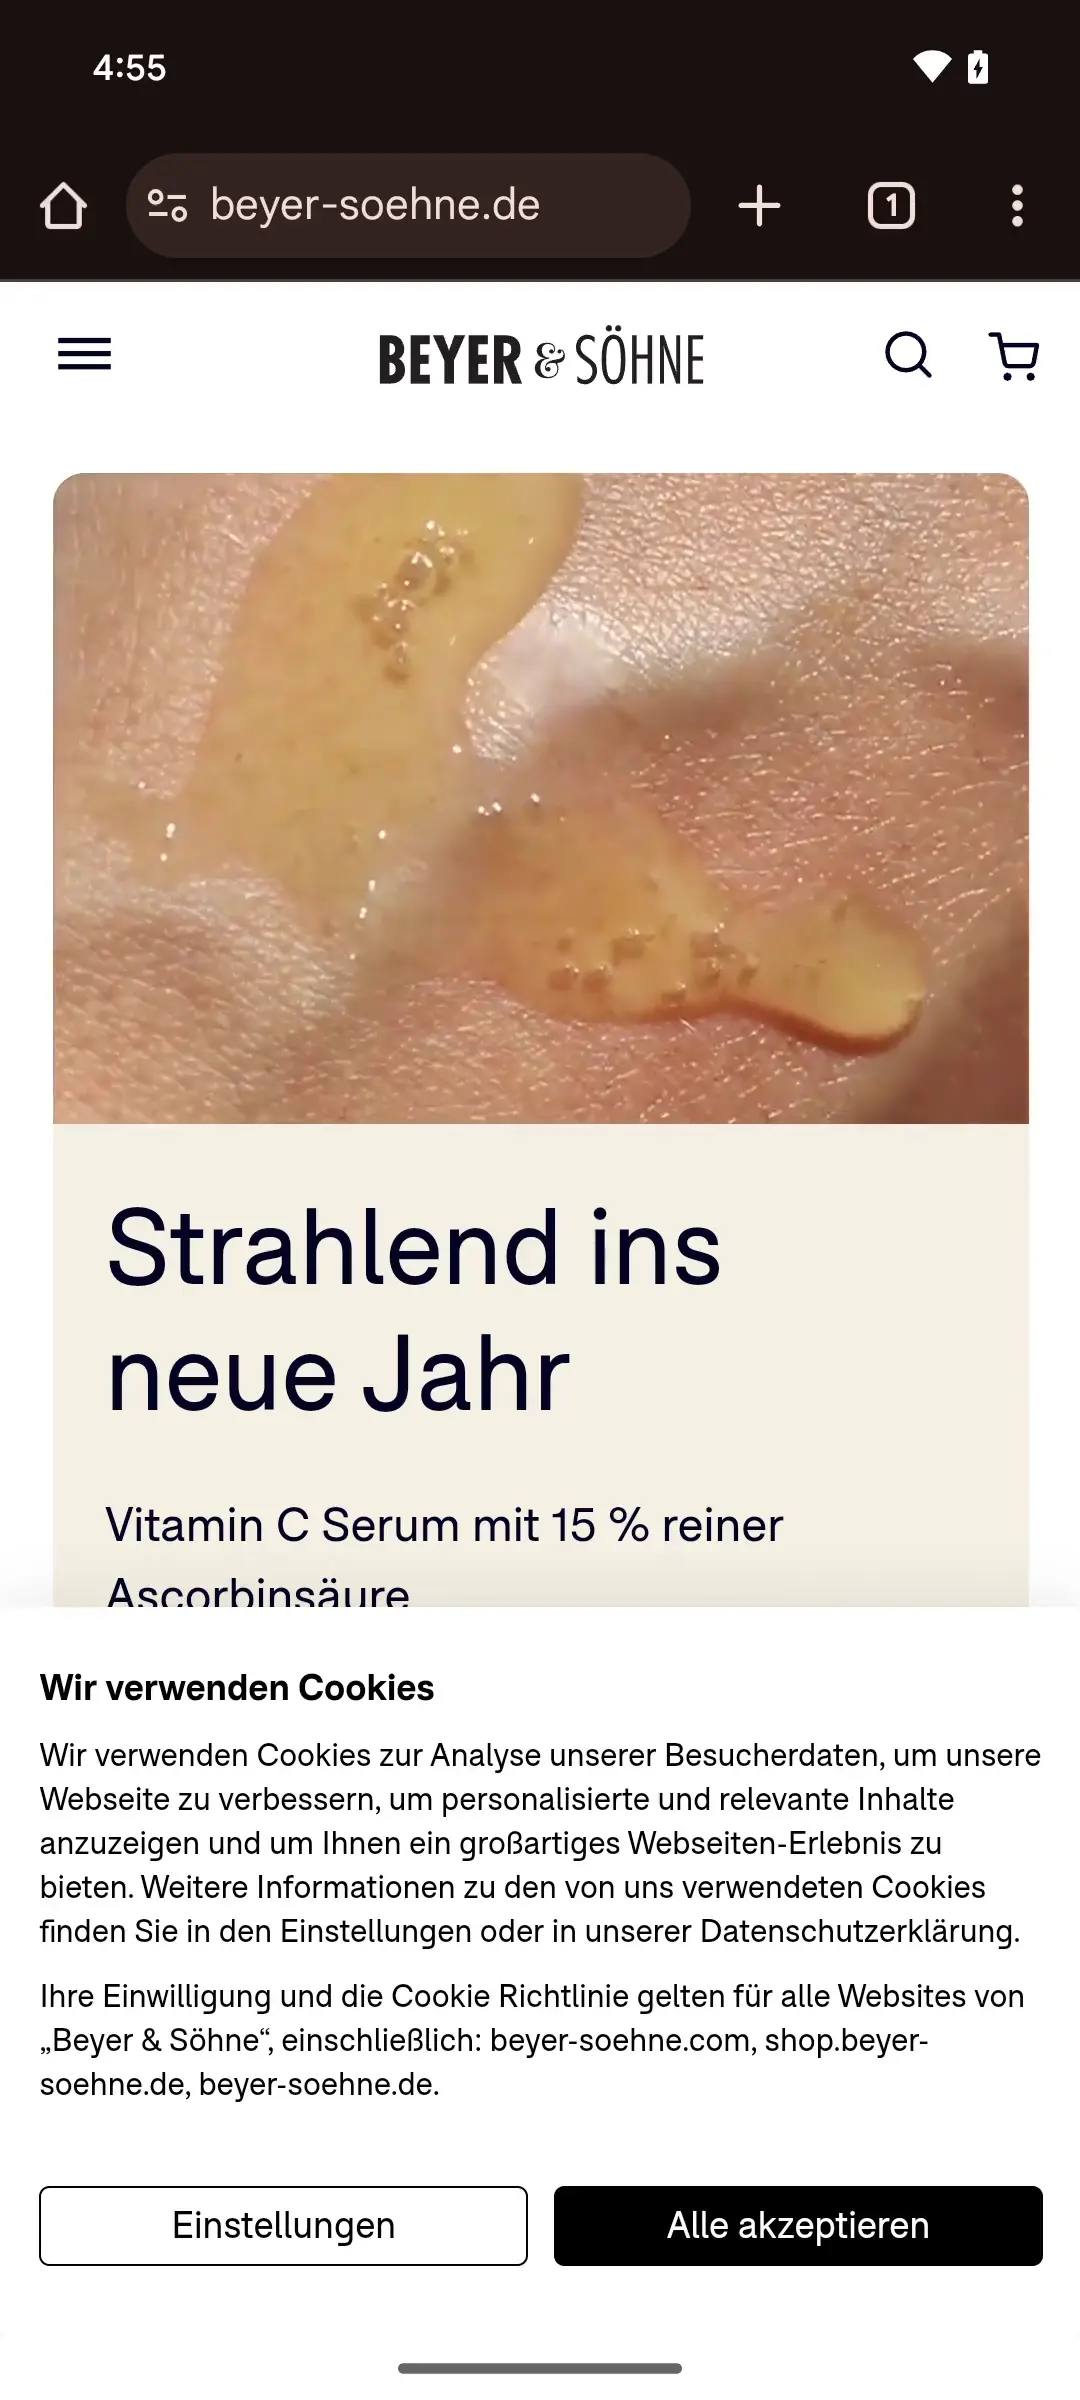 4:55
beyer-soehne.de
1
BEYER & SÖHNE
Strahlend ins
neue Jahr
Vitamin C Serum mit 15 % reiner
Ascorbinsäure
Wir verwenden Cookies
Wir verwenden Cookies zur Analyse unserer Besucherdaten, um unsere
Webseite zu verbessern, um personalisierte und relevante Inhalte
anzuzeigen und um Ihnen ein großartiges Webseiten-Erlebnis zu
bieten. Weitere Informationen zu den von uns verwendeten Cookies
finden Sie in den Einstellungen oder in unserer Datenschutzerklärung.
Ihre Einwilligung und die Cookie Richtlinie gelten für alle Websites von
„Beyer & Söhne“, einschließlich: beyer-soehne.com, shop.beyer-
soehne.de, beyer-soehne.de.
Einstellungen
Alle akzeptieren